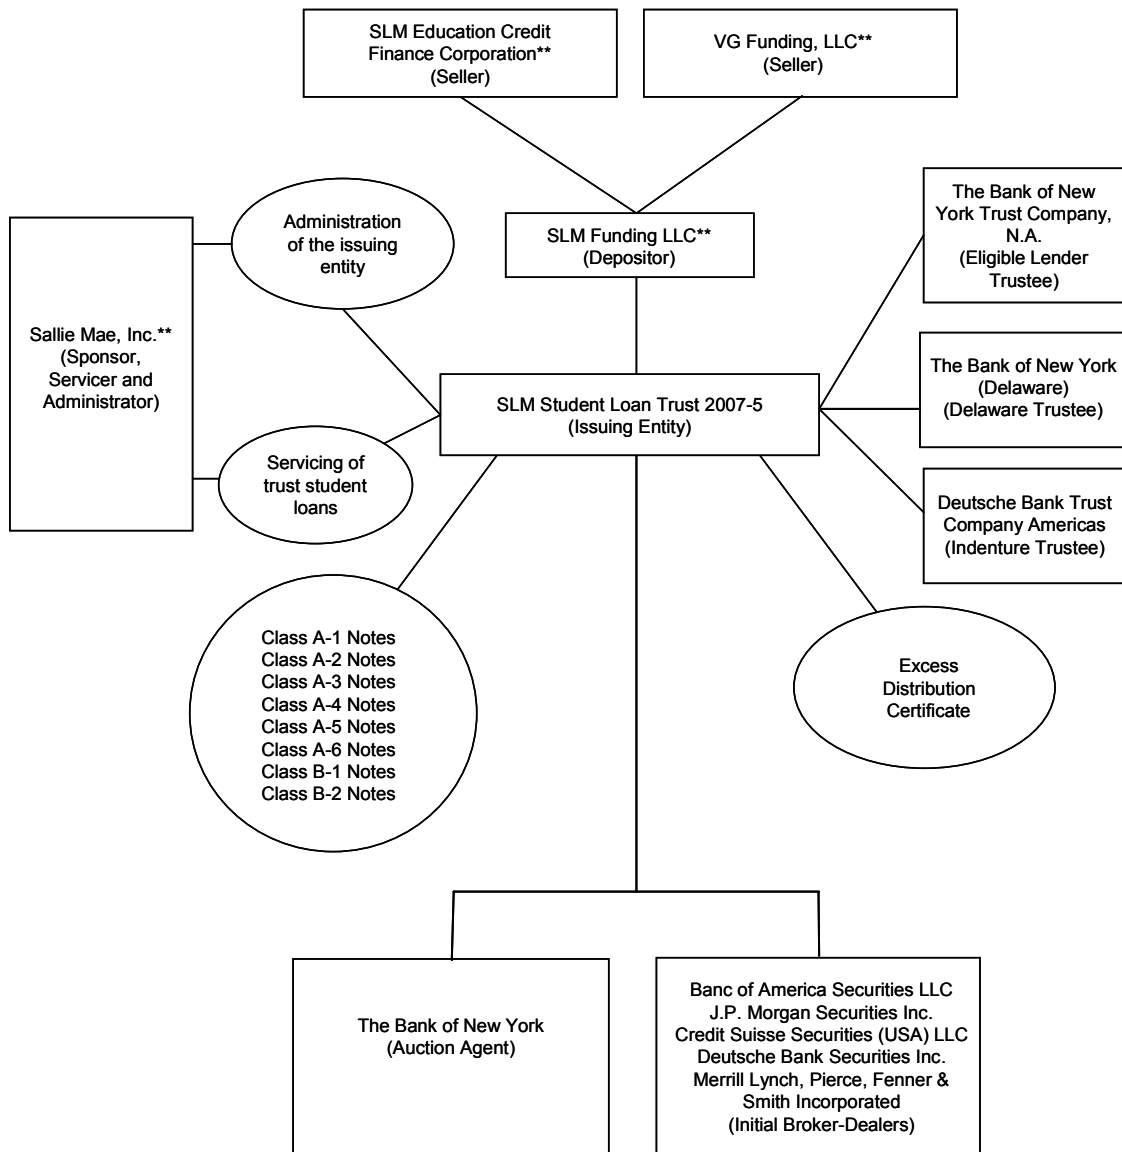 SLM Education Credit
Finance Corporation**
(Seller)
VG Funding, LLC**
(Seller)
Administration
of the issuing
entity
SLM Funding LLC**
(Depositor)
The Bank of New
York Trust Company,
N.A.
(Eligible Lender
Trustee)
Sallie Mae, Inc.**
(Sponsor,
Servicer and
Administrator)
SLM Student Loan Trust 2007-5
(Issuing Entity)
The Bank of New York
(Delaware)
(Delaware Trustee)
Servicing of
trust student
loans
Deutsche Bank Trust
Company Americas
(Indenture Trustee)
Class A-1 Notes
Class A-2 Notes
Class A-3 Notes
Class A-4 Notes
Class A-5 Notes
Class A-6 Notes
Class B-1 Notes
Class B-2 Notes
Excess
Distribution
Certificate
The Bank of New York
(Auction Agent)
Banc of America Securities LLC
J.P. Morgan Securities Inc.
Credit Suisse Securities (USA) LLC
Deutsche Bank Securities Inc.
Merrill Lynch, Pierce, Fenner &
Smith Incorporated
(Initial Broker-Dealers)